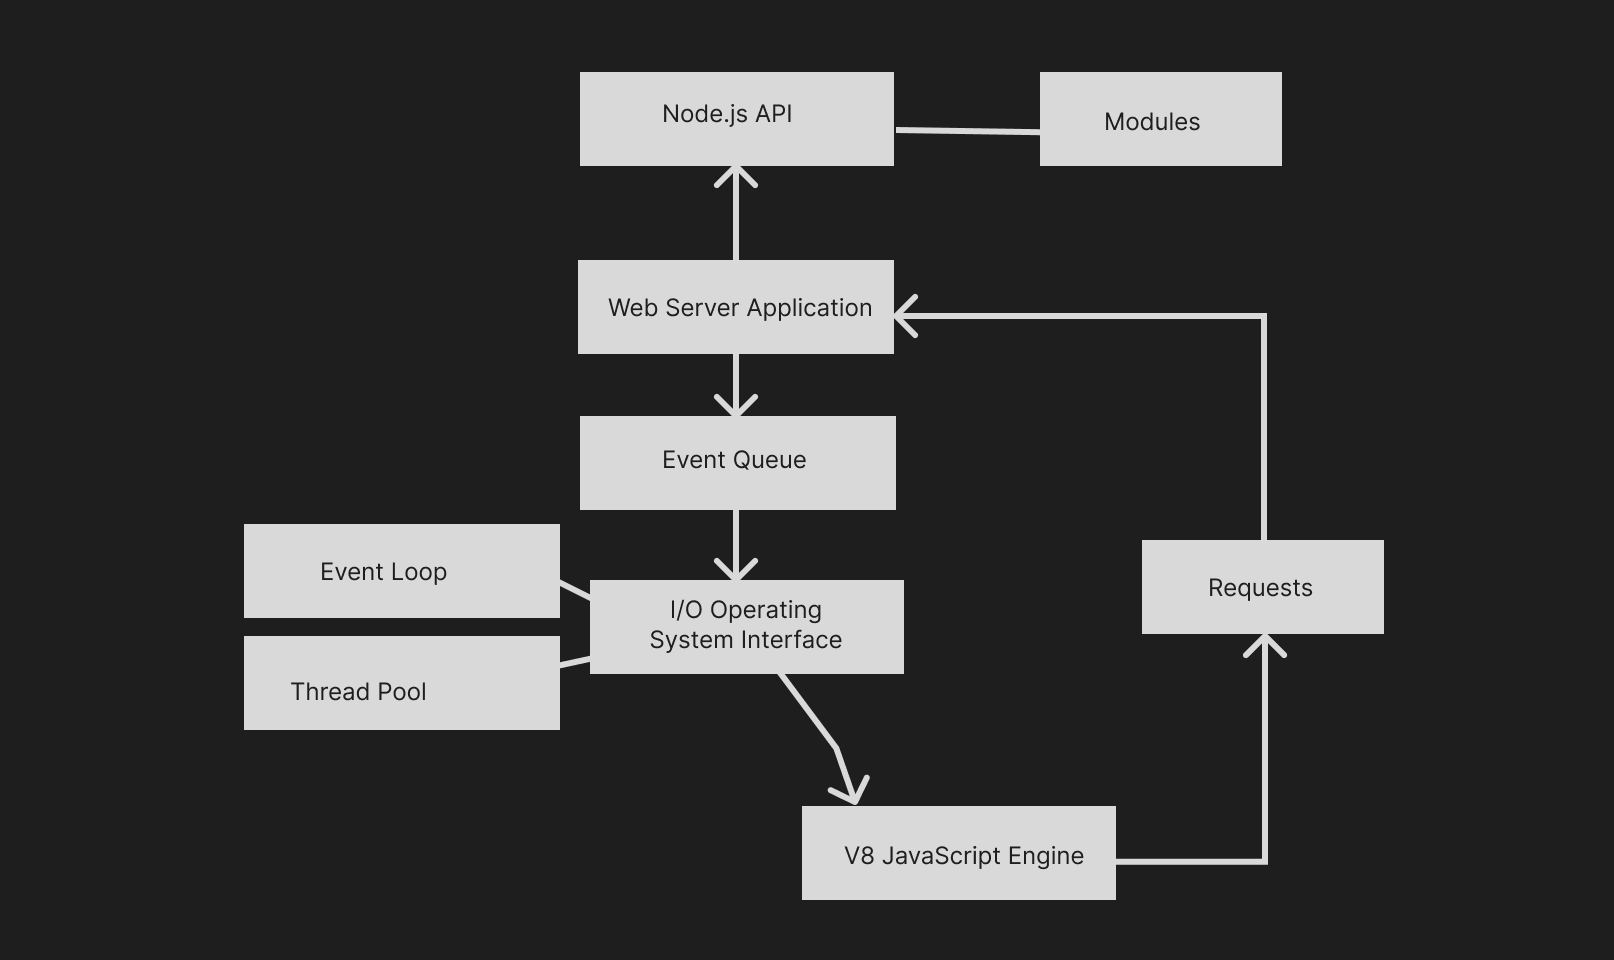 Node.js API
Modules
Web Server Application
Event Queue
Event Loop
I/O Operating
System Interface
Requests
Thread Pool
V8 JavaScript Engine